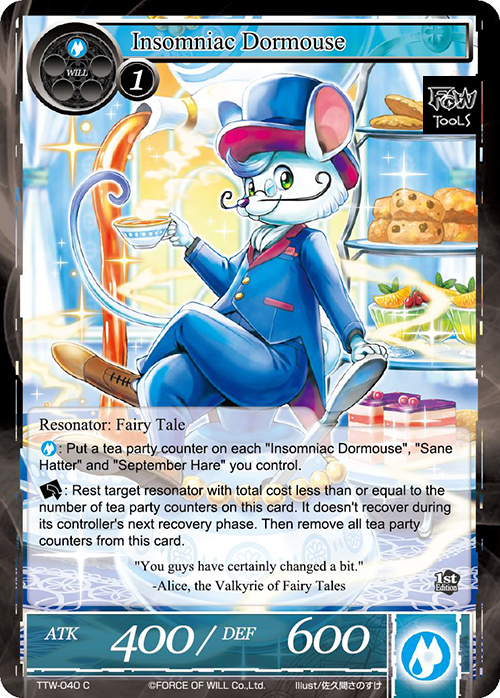 Insomniac Dormouse
WILL
1
FOW
TOOLS
Resonator: Fairy Tale
: Put a tea party counter on each "Insomniac Dormouse", "Sane
Hatter" and "September Hare" you control.
: Rest target resonator with total cost less than or equal to the
number of tea party counters on this card. It doesn't recover during
its controller's next recovery phase. Then remove all tea party
counters from this card.
"You guys have certainly changed a bit."
-Alice, the Valkyrie of Fairy Tales
1st
Edition
ATK 400 / DEF 600
TTW-040 C ©FORCE OF WILL Co.,Ltd. Illust/佐久間さのすけ